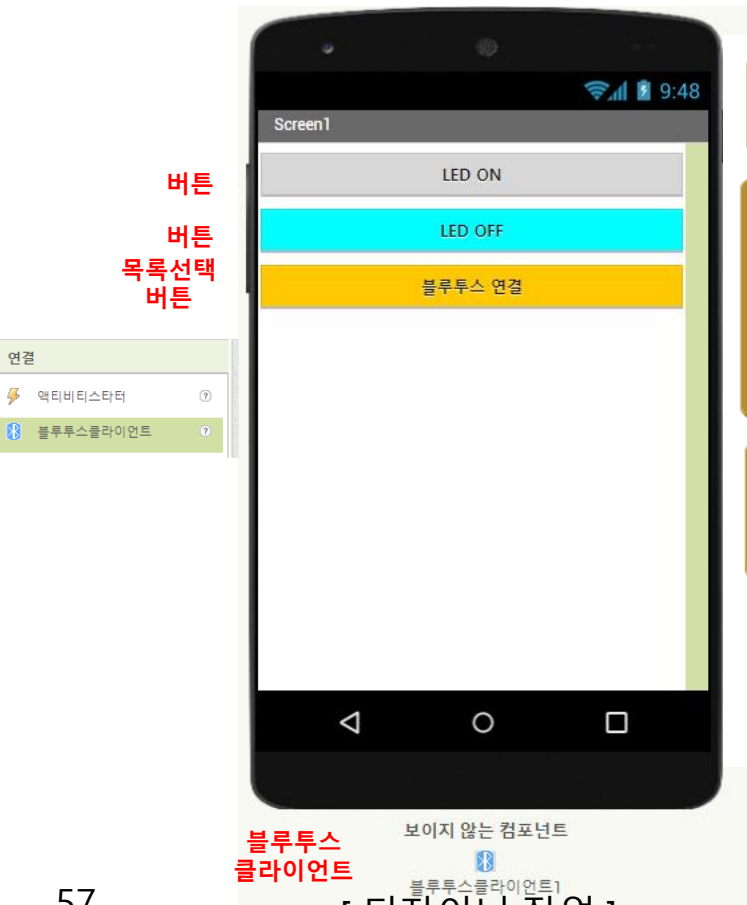 9:48
Screen1
버튼
LED ON
버튼
LED OFF
목록선택
버튼
블루투스 연결
연결
액티비티스타터
블루투스클라이언트
보이지 않는 컴포넌트
블루투스
클라이언트
블루투스클라이언트1
57